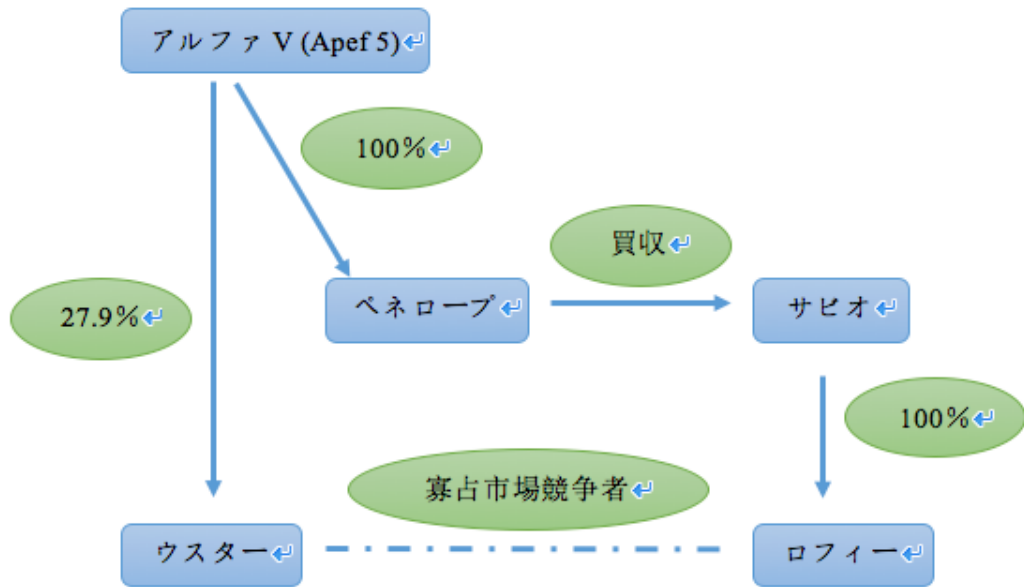 アルファ V (Apef 5)↵
100%↵
買収↵
27.9%↵
ペネロープ↵
サビオ↵
100%↵
寡占市場競争者↵
ウスター↵
ロフィー↵